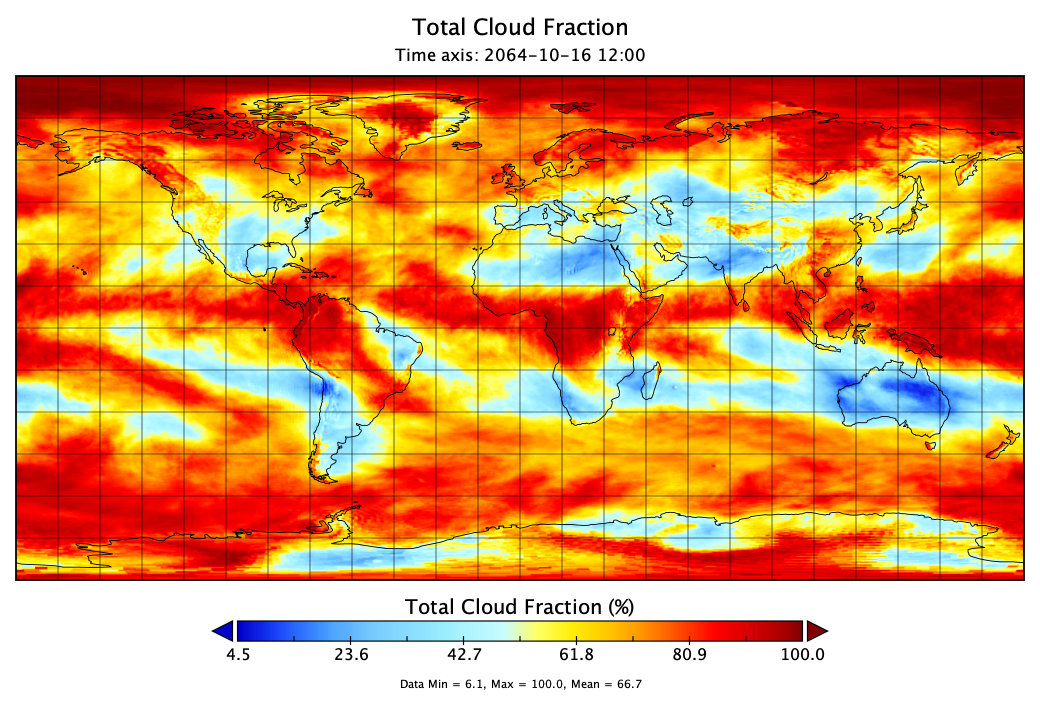 Total Cloud Fraction
Time axis: 2064-10-16 12:00
Total Cloud Fraction (%)
4.5 23.6 42.7 61.8 80.9 100.0
Data Min = 6.1, Max = 100.0, Mean = 66.7